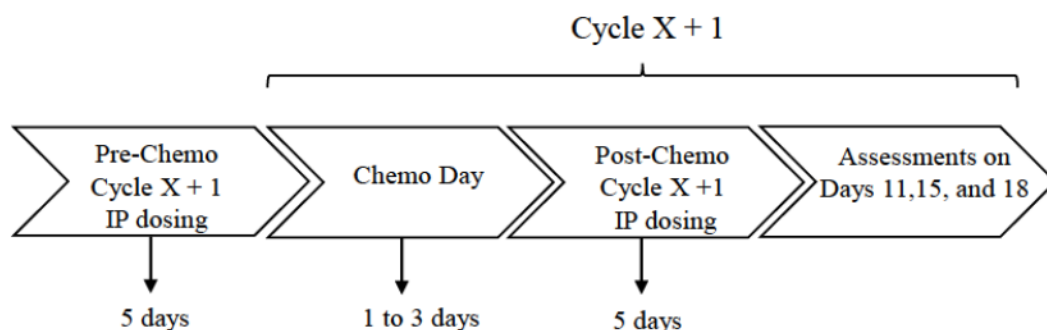 Cycle X + 1
Pre-Chemo
Cycle X + 1
IP dosing
Chemo Day
Post-Chemo
Cycle X +1
IP dosing
Assessments on
Days 11,15, and 18
5 days
1 to 3 days
5 days